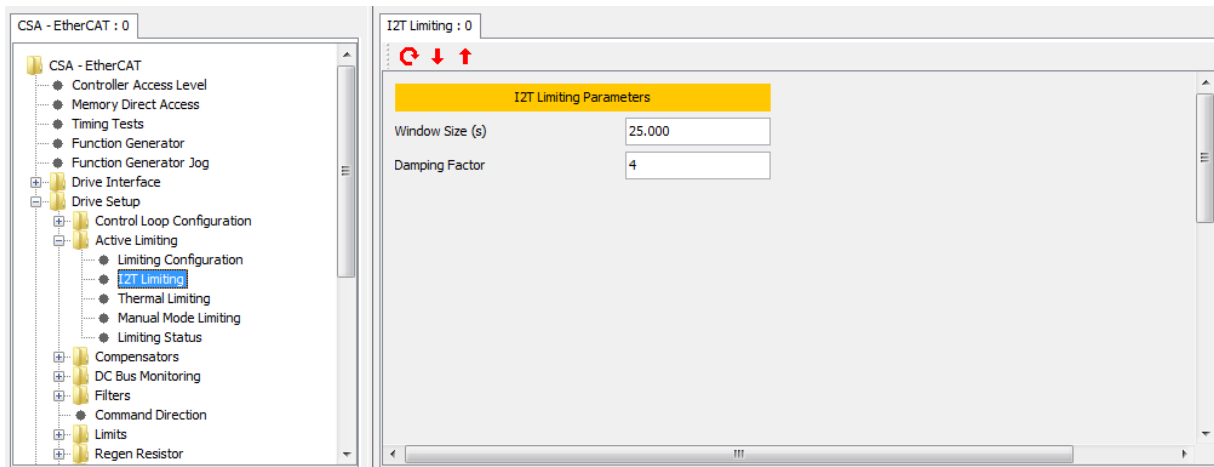 CSA - EtherCAT : 0
CSA - EtherCAT
Controller Access Level
Memory Direct Access
Timing Tests
Function Generator
Function Generator Jog
Drive Interface
Drive Setup
Control Loop Configuration
Active Limiting
Limiting Configuration
I2T Limiting
Thermal Limiting
Manual Mode Limiting
Limiting Status
Compensators
DC Bus Monitoring
Filters
Command Direction
Limits
Regen Resistor
I2T Limiting : 0
I2T Limiting Parameters
Window Size (s) 25.000
Damping Factor 4